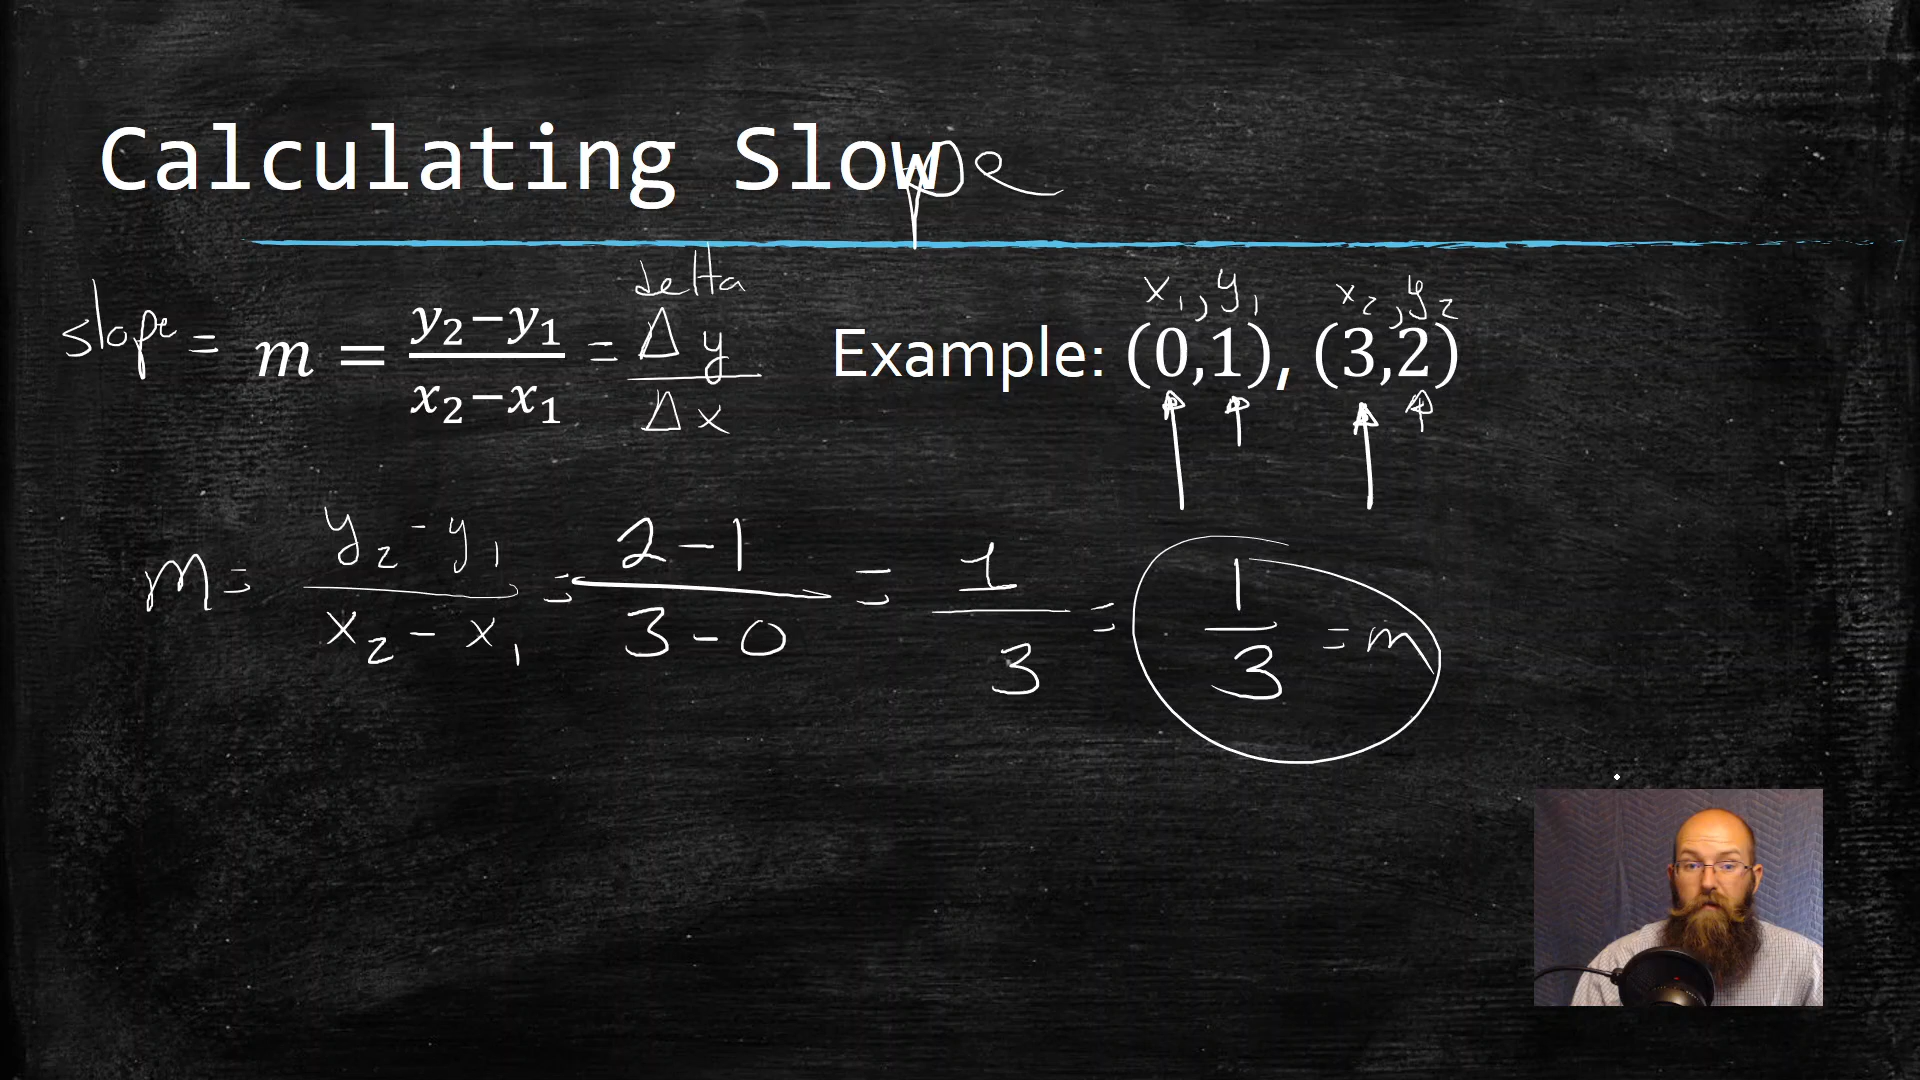 Calculating Slowpe
slope = m = y₂−y₁ / x₂−x₁ = delta Δy / Δx
x₁, y₁ x₂, y₂
Example: (0,1), (3,2)
m = y₂ - y₁ / x₂ - x₁ = 2 - 1 / 3 - 0 = 1 / 3 = 1 / 3 = m